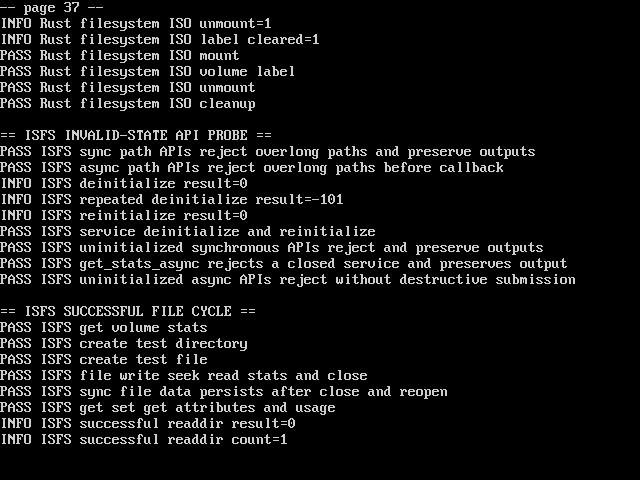 -- page 37 --
INFO Rust filesystem ISO unmount=1
INFO Rust filesystem ISO label cleared=1
PASS Rust filesystem ISO mount
PASS Rust filesystem ISO volume label
PASS Rust filesystem ISO unmount
PASS Rust filesystem ISO cleanup
== ISFS INVALID-STATE API PROBE ==
PASS ISFS sync path APIs reject overlong paths and preserve outputs
PASS ISFS async path APIs reject overlong paths before callback
INFO ISFS deinitialize result=0
INFO ISFS repeated deinitialize result=-101
INFO ISFS reinitialize result=0
PASS ISFS service deinitialize and reinitialize
PASS ISFS uninitialized synchronous APIs reject and preserve outputs
PASS ISFS get_stats_async rejects a closed service and preserves output
PASS ISFS uninitialized async APIs reject without destructive submission
== ISFS SUCCESSFUL FILE CYCLE ==
PASS ISFS get volume stats
PASS ISFS create test directory
PASS ISFS create test file
PASS ISFS file write seek read stats and close
PASS ISFS sync file data persists after close and reopen
PASS ISFS get set get attributes and usage
INFO ISFS successful readdir result=0
INFO ISFS successful readdir count=1